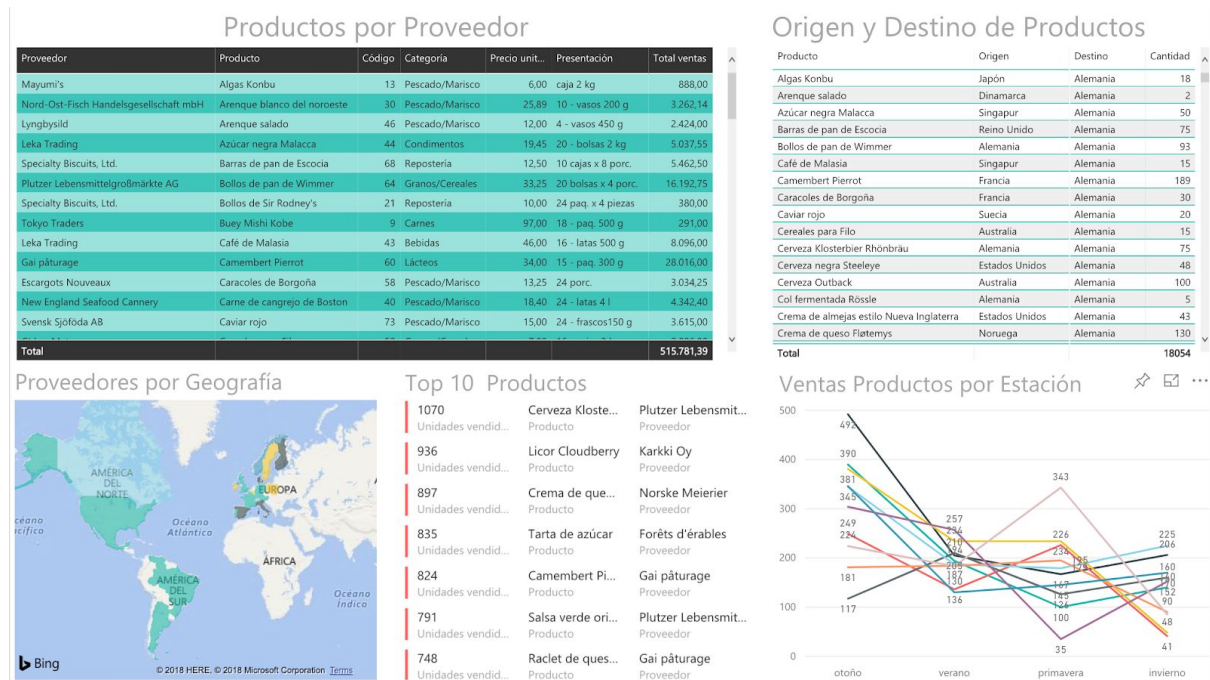 Productos por Proveedor
Proveedor Producto Código Categoría Precio unit... Presentación Total ventas
Mayumi's Algas Konbu 13 Pescado/Marisco 6,00 caja 2 kg 888,00
Nord-Ost-Fisch Handelsgesellschaft mbH Arenque blanco del noroeste 30 Pescado/Marisco 25,89 10 - vasos 200 g 3.262,14
Lyngbysild Arenque salado 46 Pescado/Marisco 12,00 4 - vasos 450 g 2.424,00
Leka Trading Azúcar negra Malacca 44 Condimentos 19,45 20 - bolsas 2 kg 5.037,55
Specialty Biscuits, Ltd. Barras de pan de Escocia 68 Repostería 12,50 10 cajas x 8 porc. 5.462,50
Plutzer Lebensmittelgroßmärkte AG Bollos de pan de Wimmer 64 Granos/Cereales 33,25 20 bolsas x 4 porc. 16.192,75
Specialty Biscuits, Ltd. Bollos de Sir Rodney's 21 Repostería 10,00 24 paq. x 4 piezas 380,00
Tokyo Traders Buey Mishi Kobe 9 Carnes 97,00 18 - paq. 500 g 291,00
Leka Trading Café de Malasia 43 Bebidas 46,00 16 - latas 500 g 8.096,00
Gai pâturage Camembert Pierrot 60 Lácteos 34,00 15 - paq. 300 g 28.016,00
Escargots Nouveaux Caracoles de Borgoña 58 Pescado/Marisco 13,25 24 porc. 3.034,25
New England Seafood Cannery Carne de cangrejo de Boston 40 Pescado/Marisco 18,40 24 - latas 4 l 4.342,40
Svensk Sjöföda AB Caviar rojo 73 Pescado/Marisco 15,00 24 - frascos150 g 3.615,00
Total 515.781,39
Origen y Destino de Productos
Producto Origen Destino Cantidad
Algas Konbu Japón Alemania 18
Arenque salado Dinamarca Alemania 2
Azúcar negra Malacca Singapur Alemania 50
Barras de pan de Escocia Reino Unido Alemania 75
Bollos de pan de Wimmer Alemania Alemania 93
Café de Malasia Singapur Alemania 15
Camembert Pierrot Francia Alemania 189
Caracoles de Borgoña Francia Alemania 30
Caviar rojo Suecia Alemania 20
Cereales para Filo Australia Alemania 15
Cerveza Klosterbier Rhönbräu Alemania Alemania 75
Cerveza negra Steeleye Estados Unidos Alemania 48
Cerveza Outback Australia Alemania 100
Col fermentada Rössle Alemania Alemania 5
Crema de almejas estilo Nueva Inglaterra Estados Unidos Alemania 43
Crema de queso Fløtemys Noruega Alemania 130
Total 18054
Proveedores por Geografía
AMÉRICA
DEL
NORTE
EUROPA
Océano
Atlántico
ÁFRICA
AMÉRICA
DEL
SUR
Océano
Índico
Bing
© 2018 HERE, © 2018 Microsoft Corporation Terms
Top 10 Productos
1070 Cerveza Kloste... Plutzer Lebensmit...
Unidades vendid... Producto Proveedor
936 Licor Cloudberry Karkki Oy
Unidades vendid... Producto Proveedor
897 Crema de que... Norske Meierier
Unidades vendid... Producto Proveedor
835 Tarta de azúcar Forêts d'érables
Unidades vendid... Producto Proveedor
824 Camembert Pi... Gai pâturage
Unidades vendid... Producto Proveedor
791 Salsa verde ori... Plutzer Lebensmit...
Unidades vendid... Producto Proveedor
748 Raclet de ques... Gai pâturage
Unidades vendid... Producto Proveedor
Ventas Productos por Estación
500
492
400
390
381
345
343
300
249
257
234
224
226
234
225
206
200
181
160
152
136
117
100
100
90
48
41
35
0
otoño verano primavera invierno